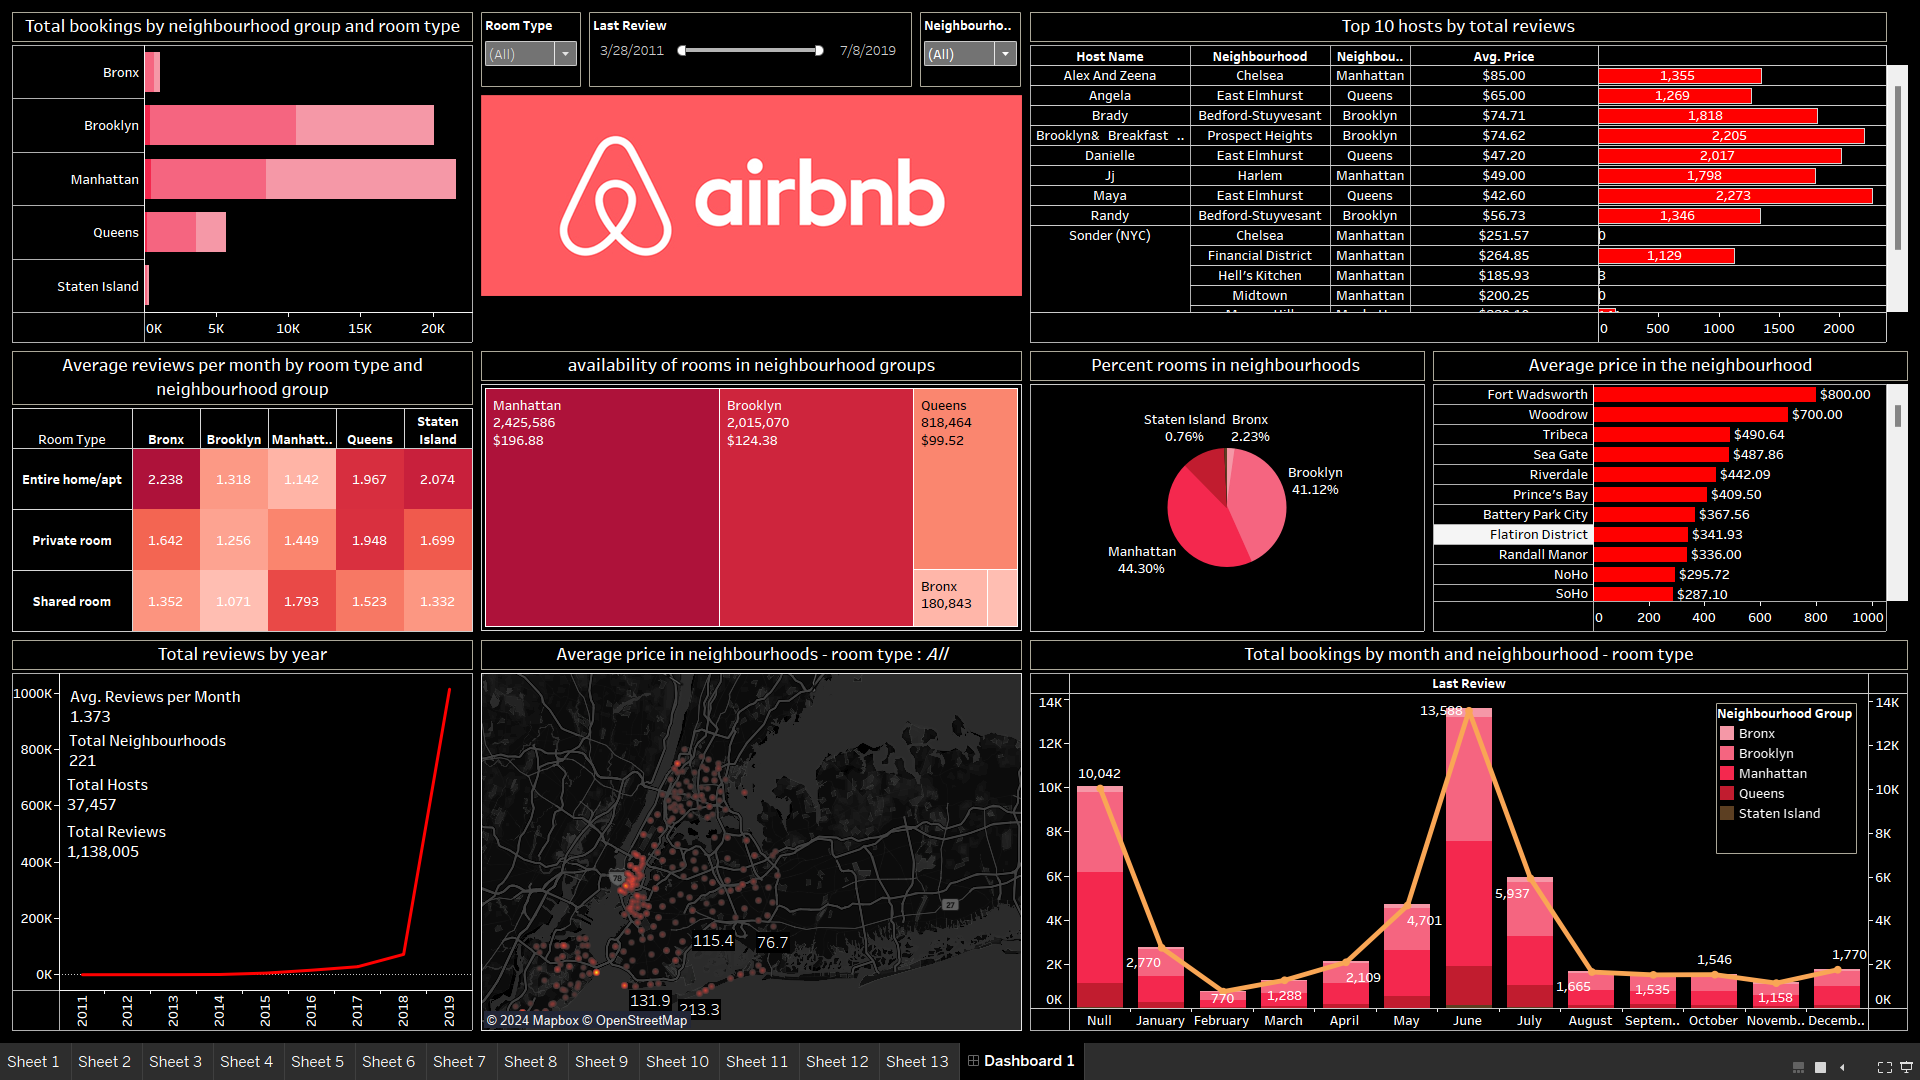 Total bookings by neighbourhood group and room type
Bronx
Brooklyn
Manhattan
Queens
Staten Island
0K 5K 10K 15K 20K
Room Type
(All)
Last Review
3/28/2011 7/8/2019
Neighbourho..
(All)
airbnb
Top 10 hosts by total reviews
Host Name Neighbourhood Neighbou.. Avg. Price
Alex And Zeena Chelsea Manhattan $85.00 1,355
Angela East Elmhurst Queens $65.00 1,269
Brady Bedford-Stuyvesant Brooklyn $74.71 1,818
Brooklyn& Breakfast .. Prospect Heights Brooklyn $74.62 2,205
Danielle East Elmhurst Queens $47.20 2,017
Jj Harlem Manhattan $49.00 1,798
Maya East Elmhurst Queens $42.60 2,273
Randy Bedford-Stuyvesant Brooklyn $56.73 1,346
Sonder (NYC) Chelsea Manhattan $251.57 0
Financial District Manhattan $264.85 1,129
Hell's Kitchen Manhattan $185.93 3
Midtown Manhattan $200.25 0
0 500 1000 1500 2000
Average reviews per month by room type and
neighbourhood group
Room Type Bronx Brooklyn Manhatt.. Queens Staten Island
Entire home/apt 2.238 1.318 1.142 1.967 2.074
Private room 1.642 1.256 1.449 1.948 1.699
Shared room 1.352 1.071 1.793 1.523 1.332
availability of rooms in neighbourhood groups
Manhattan
2,425,586
$196.88
Brooklyn
2,015,070
$124.38
Queens
818,464
$99.52
Bronx
180,843
Percent rooms in neighbourhoods
Staten Island
0.76%
Bronx
2.23%
Brooklyn
41.12%
Manhattan
44.30%
Average price in the neighbourhood
Fort Wadsworth $800.00
Woodrow $700.00
Tribeca $490.64
Sea Gate $487.86
Riverdale $442.09
Prince's Bay $409.50
Battery Park City $367.56
Flatiron District $341.93
Randall Manor $336.00
NoHo $295.72
SoHo $287.10
0 200 400 600 800 1000
Total reviews by year
1000K
800K
600K
400K
200K
0K
Avg. Reviews per Month
1.373
Total Neighbourhoods
221
Total Hosts
37,457
Total Reviews
1,138,005
2011 2012 2013 2014 2015 2016 2017 2018 2019
Average price in neighbourhoods - room type : All
78
27
115.4 76.7
131.9
213.3
© 2024 Mapbox © OpenStreetMap
Total bookings by month and neighbourhood - room type
Last Review
14K
12K
10K
8K
6K
4K
2K
0K
10,042
2,770
770
1,288
2,109
4,701
13,588
5,937
1,665
1,535
1,546
1,158
1,770
Neighbourhood Group
Bronx
Brooklyn
Manhattan
Queens
Staten Island
14K
12K
10K
8K
6K
4K
2K
0K
Null January February March April May June July August Septem.. October Novemb.. Decemb..
Sheet 1 Sheet 2 Sheet 3 Sheet 4 Sheet 5 Sheet 6 Sheet 7 Sheet 8 Sheet 9 Sheet 10 Sheet 11 Sheet 12 Sheet 13 Dashboard 1